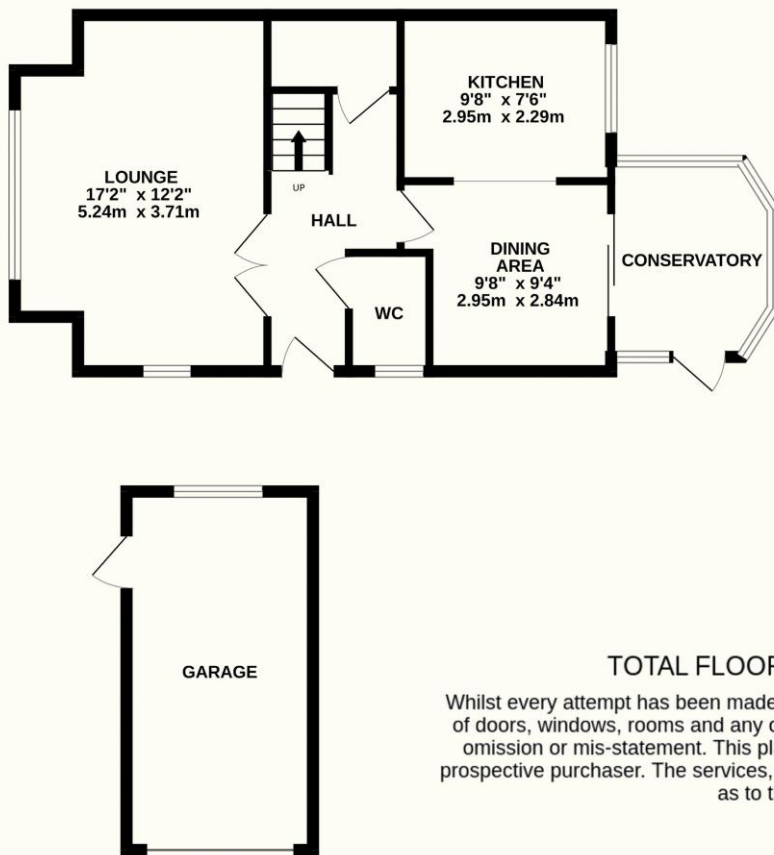 KITCHEN
9'8" x 7'6"
2.95m x 2.29m
LOUNGE
17'2" x 12'2"
5.24m x 3.71m
UP
HALL
DINING
AREA
9'8" x 9'4"
2.95m x 2.84m
CONSERVATORY
WC
GARAGE
TOTAL FLOOR
Whilst every attempt has been made
of doors, windows, rooms and any
omission or mis-statement. This
prospective purchaser. The services,
as to